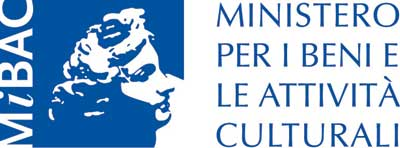 MiBAC
MINISTERO
PER I BENI E
LE ATTIVITÀ
CULTURALI